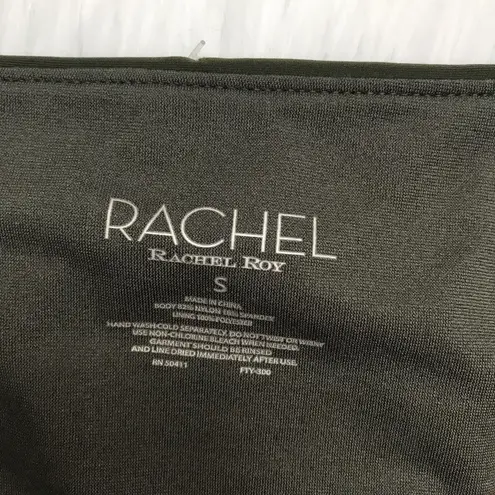 RACHEL
RACHEL ROY
S
MADE IN CHINA
BODY 82% NYLON 18% SPANDEX
LINING 100% POLYESTER
HAND WASH COLD SEPARATELY. DO NOT TWIST OR WRING
USE NON-CHLORINE BLEACH WHEN NEEDED
GARMENT SHOULD BE RINSED
AND LINE DRIED IMMEDIATELY AFTER USE.
RN 50411 FTY-300